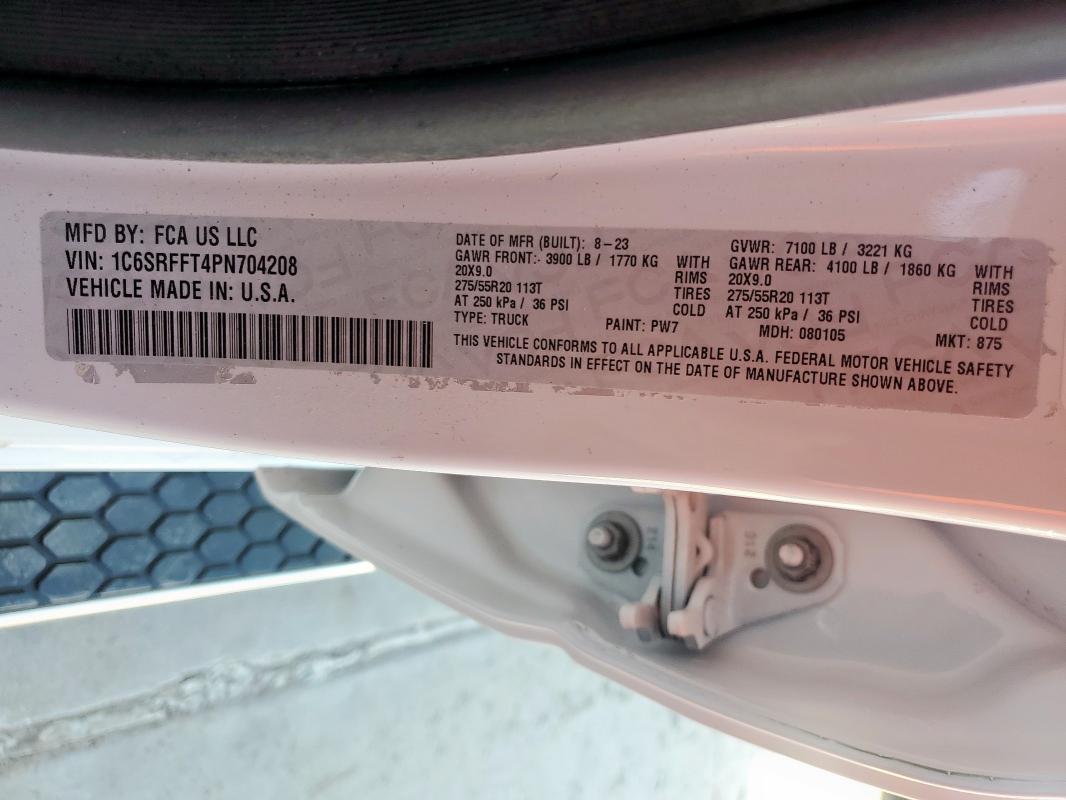 MFD BY: FCA US LLC
VIN: 1C6SRFFT4PN704208
VEHICLE MADE IN: U.S.A.
DATE OF MFR (BUILT): 8-23
GAWR FRONT: 3900 LB / 1770 KG WITH
20X9.0 RIMS
275/55R20 113T TIRES
AT 250 kPa / 36 PSI COLD
TYPE: TRUCK PAINT: PW7
GVWR: 7100 LB / 3221 KG
GAWR REAR: 4100 LB / 1860 KG WITH
20X9.0 RIMS
275/55R20 113T TIRES
AT 250 kPa / 36 PSI COLD
MDH: 080105 MKT: 875
THIS VEHICLE CONFORMS TO ALL APPLICABLE U.S.A. FEDERAL MOTOR VEHICLE SAFETY
STANDARDS IN EFFECT ON THE DATE OF MANUFACTURE SHOWN ABOVE.
214
312